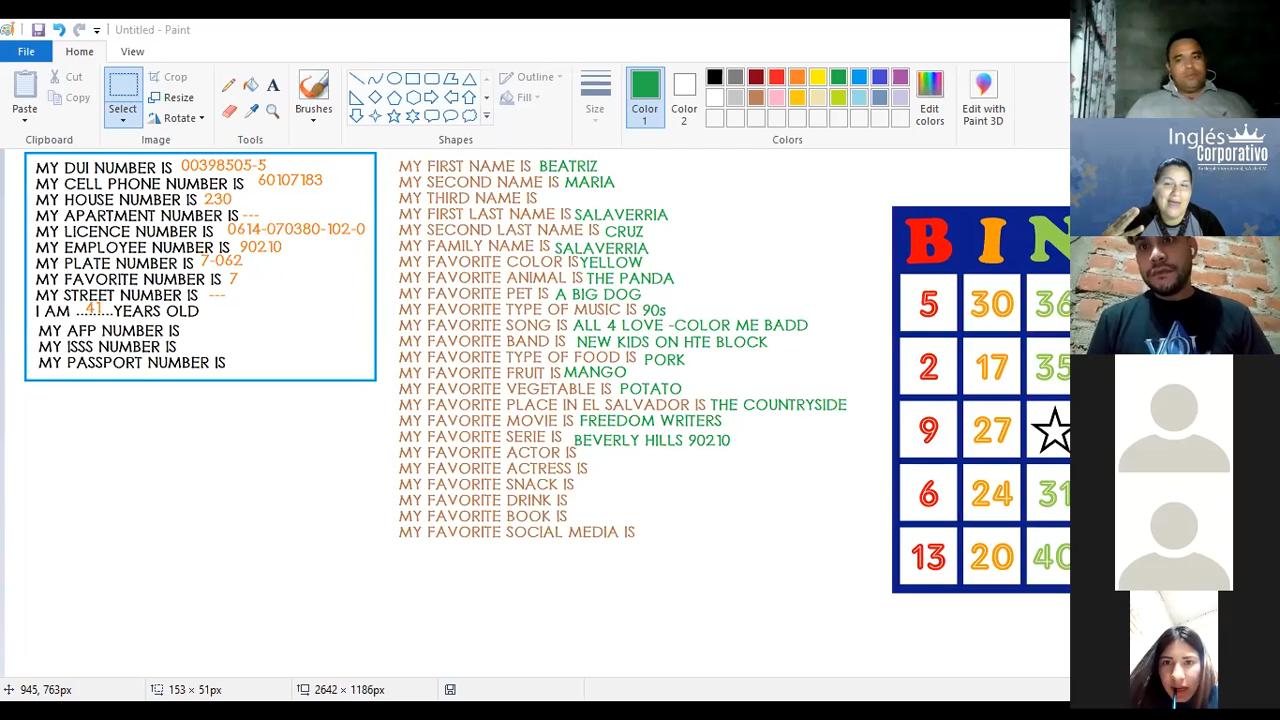 Untitled - Paint
File Home View
Paste
Cut
Copy
Clipboard
Select
Crop
Resize
Rotate
Image
Tools
Brushes
Outline
Fill
Shapes
Size
Color 1
Color 2
Colors
Edit colors
Edit with Paint 3D
MY DUI NUMBER IS 00398505-5
MY CELL PHONE NUMBER IS 60107183
MY HOUSE NUMBER IS 230
MY APARTMENT NUMBER IS ---
MY LICENCE NUMBER IS 0614-070380-102-0
MY EMPLOYEE NUMBER IS 90210
MY PLATE NUMBER IS 7-062
MY FAVORITE NUMBER IS 7
MY STREET NUMBER IS ---
I AM ...41...YEARS OLD
MY AFP NUMBER IS
MY ISSS NUMBER IS
MY PASSPORT NUMBER IS
MY FIRST NAME IS BEATRIZ
MY SECOND NAME IS MARIA
MY THIRD NAME IS
MY FIRST LAST NAME IS SALAVERRIA
MY SECOND LAST NAME IS CRUZ
MY FAMILY NAME IS SALAVERRIA
MY FAVORITE COLOR IS YELLOW
MY FAVORITE ANIMAL IS THE PANDA
MY FAVORITE PET IS A BIG DOG
MY FAVORITE TYPE OF MUSIC IS 90s
MY FAVORITE SONG IS ALL 4 LOVE -COLOR ME BADD
MY FAVORITE BAND IS NEW KIDS ON HTE BLOCK
MY FAVORITE TYPE OF FOOD IS PORK
MY FAVORITE FRUIT IS MANGO
MY FAVORITE VEGETABLE IS POTATO
MY FAVORITE PLACE IN EL SALVADOR IS THE COUNTRYSIDE
MY FAVORITE MOVIE IS FREEDOM WRITERS
MY FAVORITE SERIE IS BEVERLY HILLS 90210
MY FAVORITE ACTOR IS
MY FAVORITE ACTRESS IS
MY FAVORITE SNACK IS
MY FAVORITE DRINK IS
MY FAVORITE BOOK IS
MY FAVORITE SOCIAL MEDIA IS
B I N
5 30 36
2 17 35
9 27
6 24 31
13 20 40
Inglés
Corporativo
945, 763px
153 × 51px
2642 × 1186px